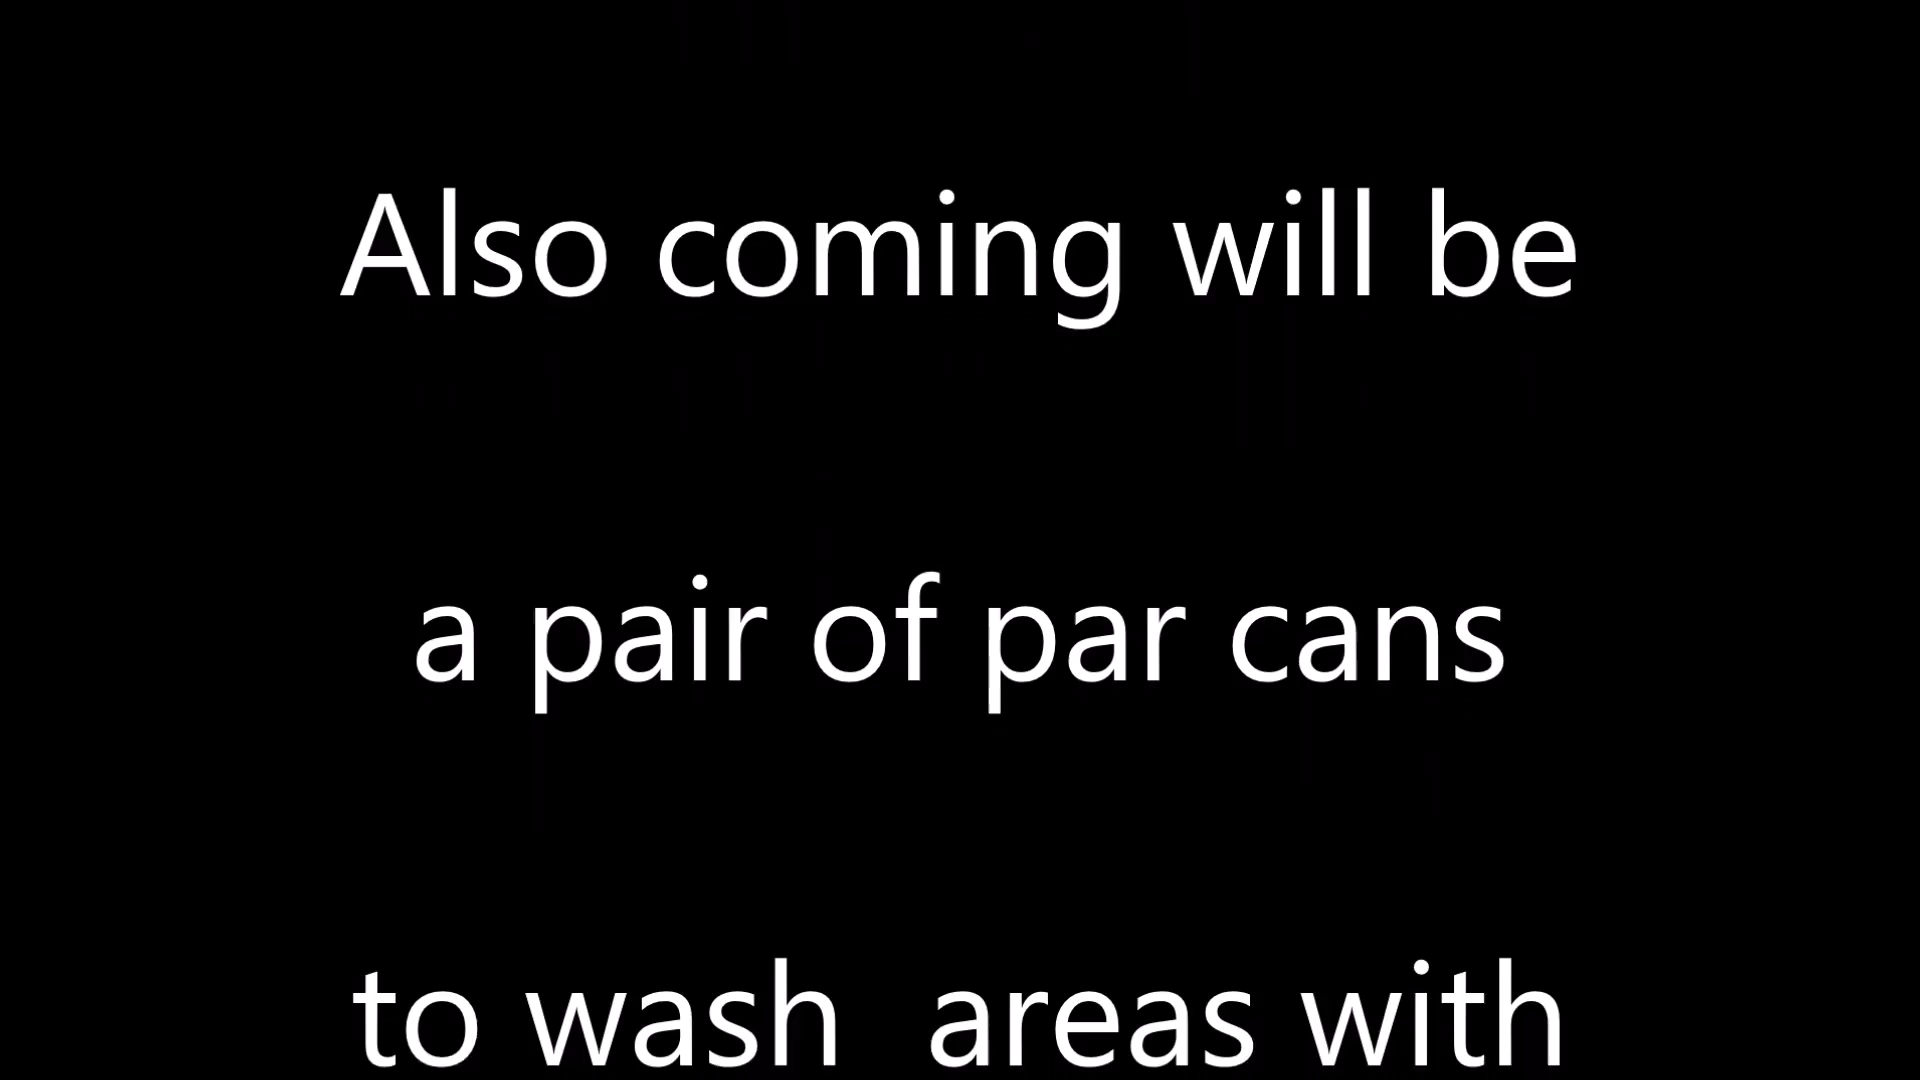 Also coming will be
a pair of par cans
to wash  areas with